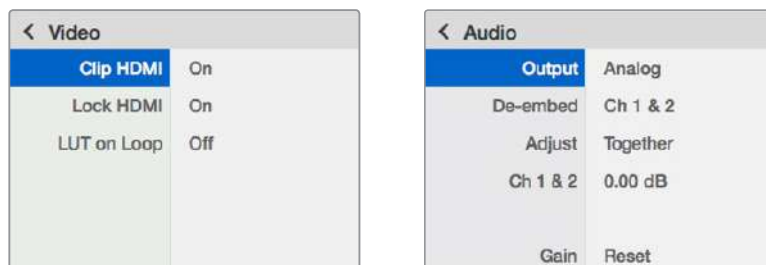 < Video
Clip HDMI On
Lock HDMI On
LUT on Loop Off
< Audio
Output Analog
De-embed Ch 1 & 2
Adjust Together
Ch 1 & 2 0.00 dB
Gain Reset